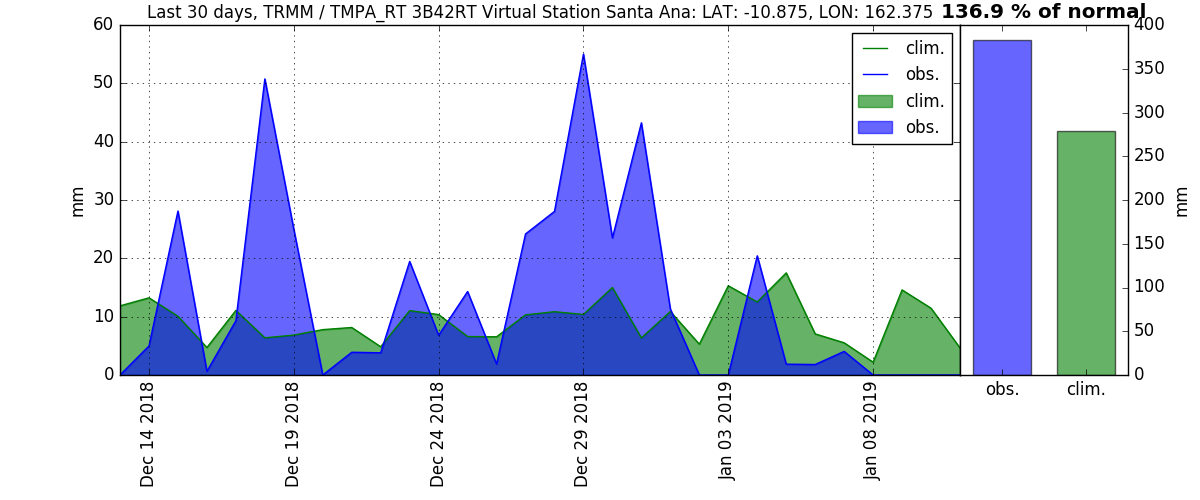 Last 30 days, TRMM / TMPA_RT 3B42RT Virtual Station Santa Ana: LAT: -10.875, LON: 162.375 136.9 % of normal
60
50
40
30
20
10
0
mm
clim.
obs.
clim.
obs.
Dec 14 2018
Dec 19 2018
Dec 24 2018
Dec 29 2018
Jan 03 2019
Jan 08 2019
400
350
300
250
200
150
100
50
0
mm
obs.
clim.